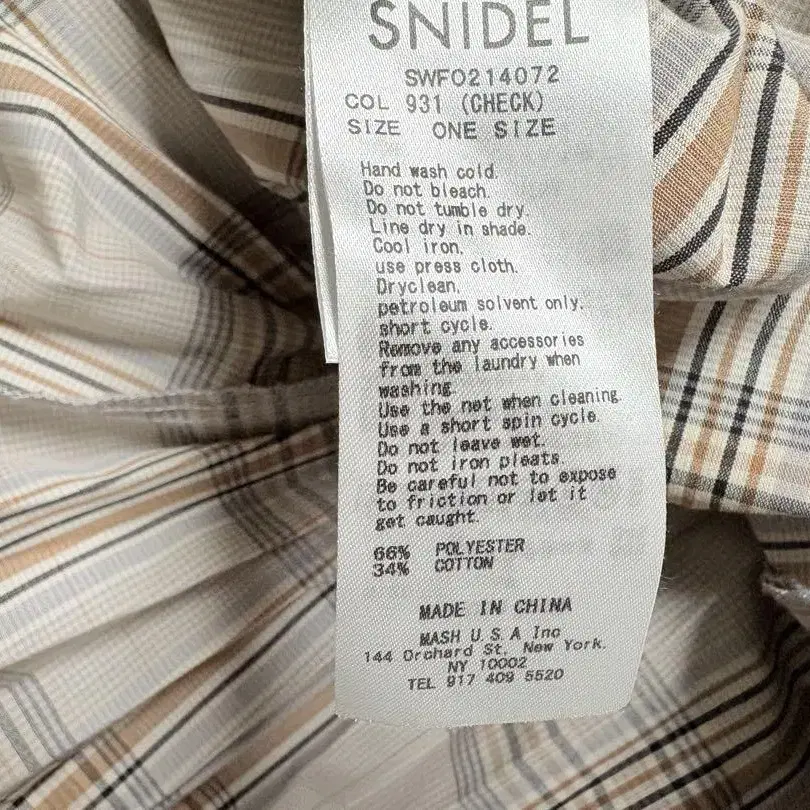 SNIDEL
SWFO214072
COL 931 (CHECK)
SIZE ONE SIZE
Hand wash cold.
Do not bleach.
Do not tumble dry.
Line dry in shade.
Cool iron.
use press cloth.
Dryclean.
petroleum solvent only.
short cycle.
Remove any accessories
from the laundry when
washing.
Use the net when cleaning.
Use a short spin cycle.
Do not leave wet.
Do not iron pleats.
Be careful not to expose
to friction or let it
get caught.
66% POLYESTER
34% COTTON
MADE IN CHINA
MASH U.S.A Inc
144 Orchard St. New York.
NY 10002
TEL 917 409 5520